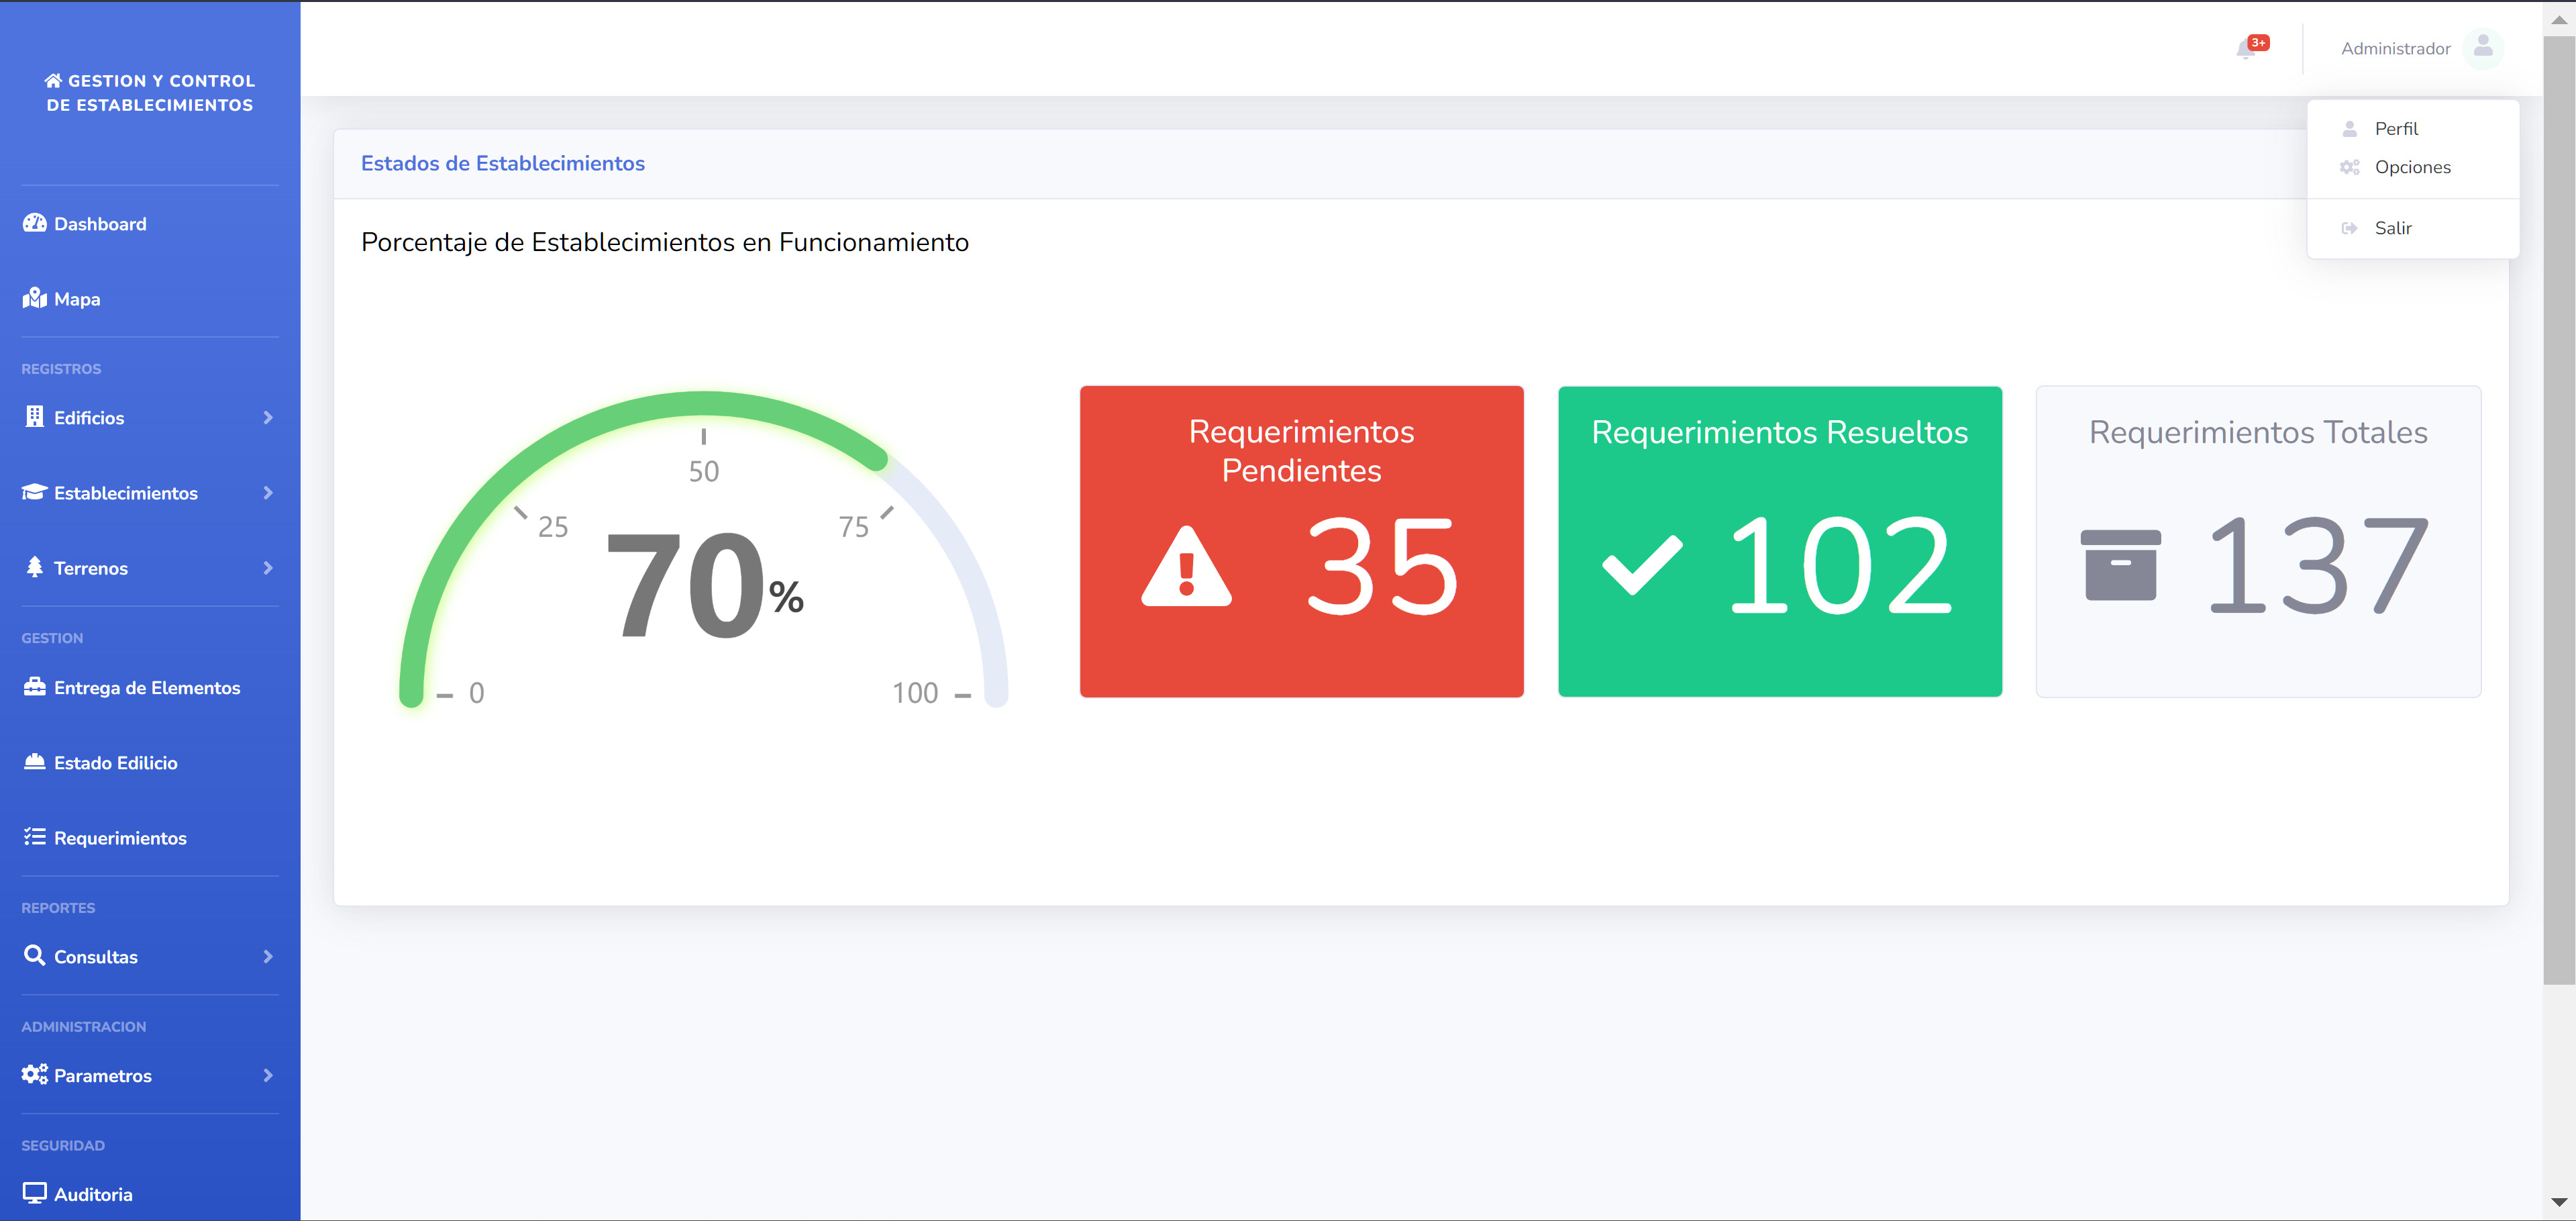 GESTION Y CONTROL
DE ESTABLECIMIENTOS
Dashboard
Mapa
REGISTROS
Edificios
Establecimientos
Terrenos
GESTION
Entrega de Elementos
Estado Edilicio
Requerimientos
REPORTES
Consultas
ADMINISTRACION
Parametros
SEGURIDAD
Auditoria
3+
Administrador
Perfil
Opciones
Salir
Estados de Establecimientos
Porcentaje de Establecimientos en Funcionamiento
0
25
50
75
100
70%
Requerimientos
Pendientes
35
Requerimientos Resueltos
102
Requerimientos Totales
137